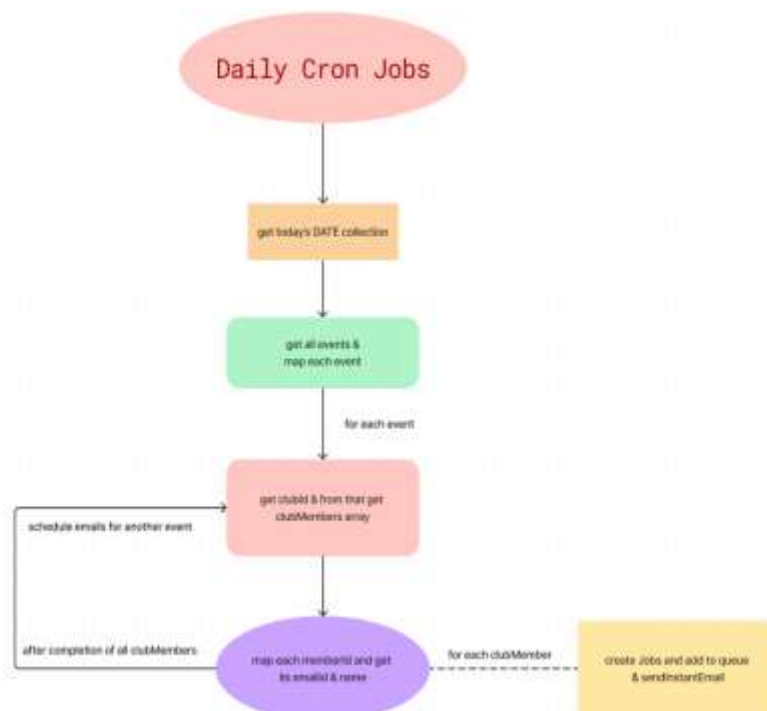 Daily Cron Jobs
get today's DATE collection
get all events &
map each event
for each event
get clubId & from that get
clubMembers array
schedule emails for another event
after completion of all clubMembers
map each memberId and get
its emailId & name
for each clubMember
create Jobs and add to queue
& sendInstantEmail